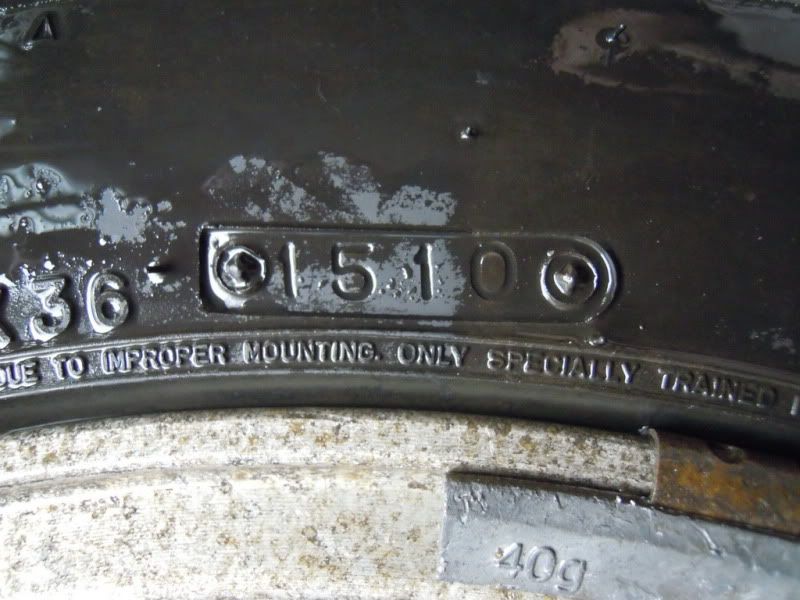 1510
36
DUE TO IMPROPER MOUNTING. ONLY SPECIALLY TRAINED
40g